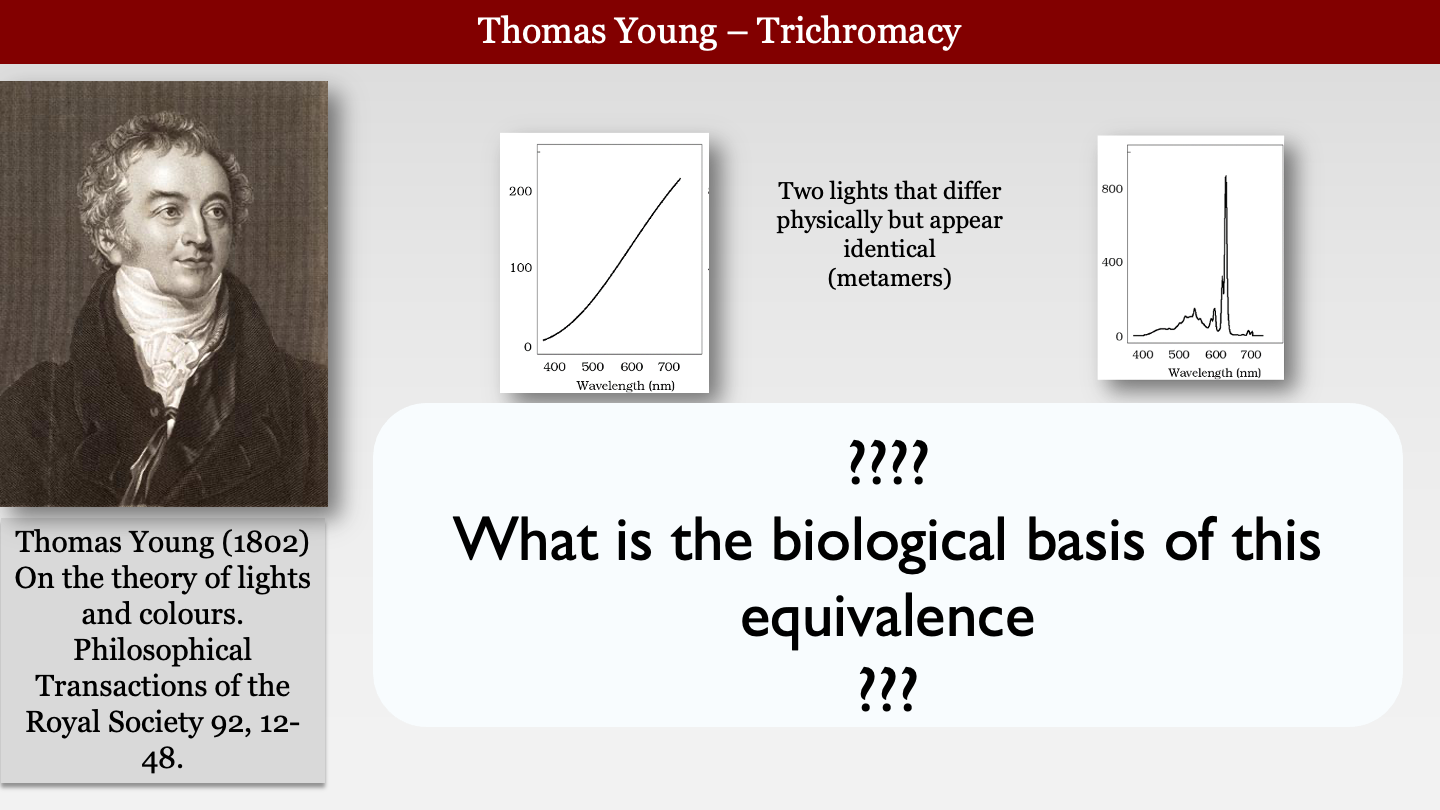 Thomas Young – Trichromacy
200
100
0
400 500 600 700
Wavelength (nm)
Two lights that differ
physically but appear
identical
(metamers)
800
400
0
400 500 600 700
Wavelength (nm)
????
What is the biological basis of this
equivalence
???
Thomas Young (1802)
On the theory of lights
and colours.
Philosophical
Transactions of the
Royal Society 92, 12-
48.